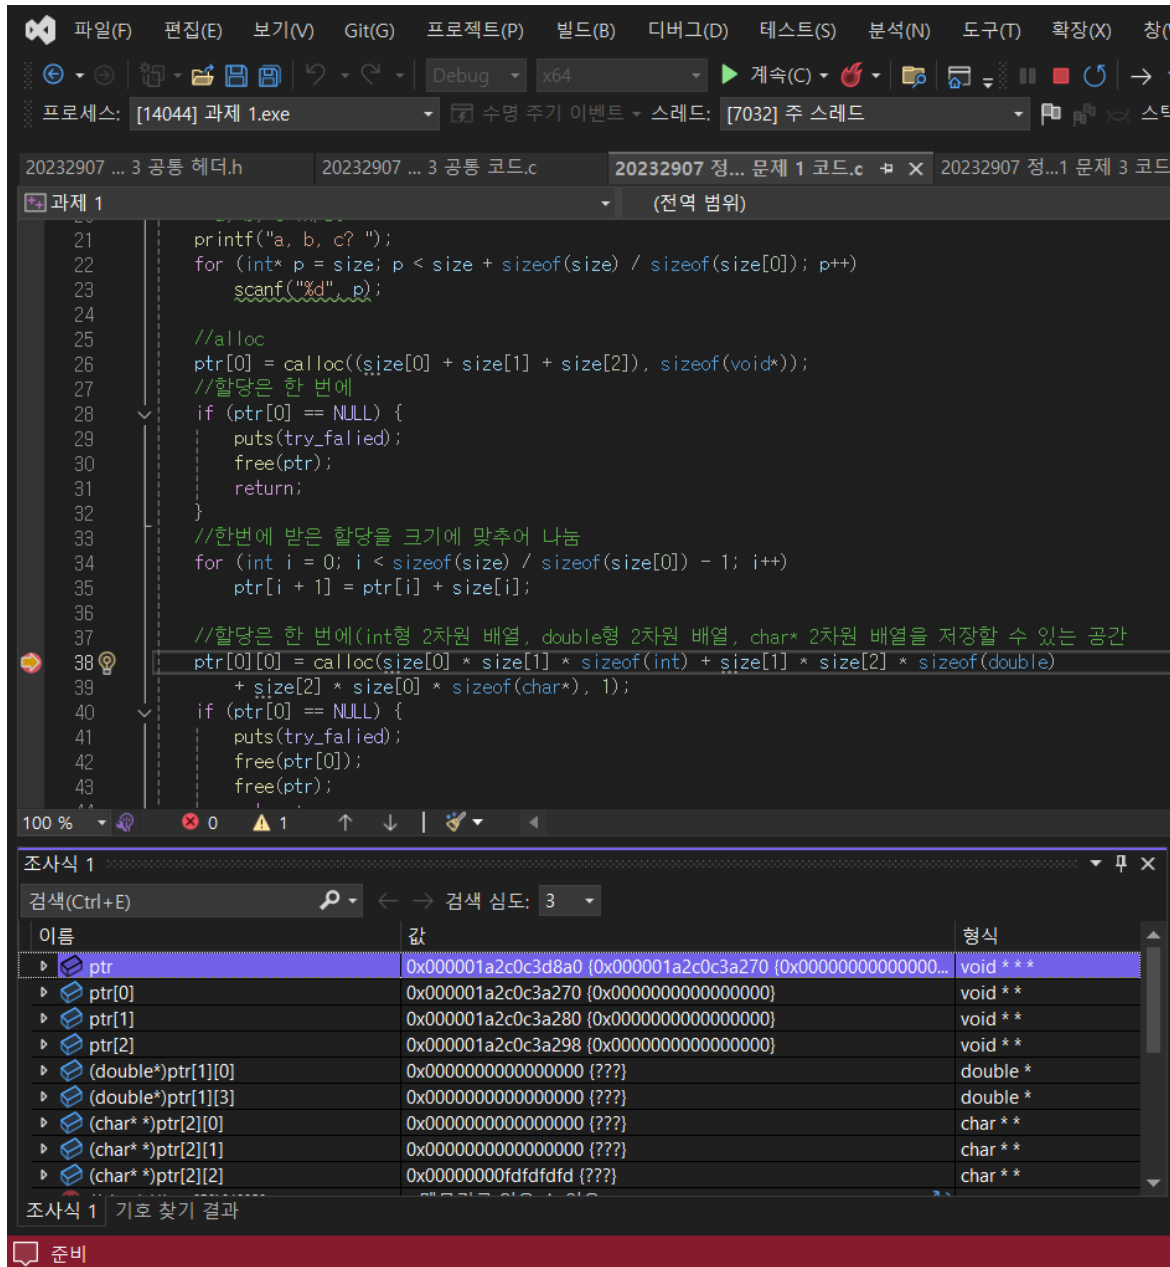 파일(F) 편집(E) 보기(V) Git(G) 프로젝트(P) 빌드(B) 디버그(D) 테스트(S) 분석(N) 도구(T) 확장(X)
Debug x64 계속(C)
프로세스: [14044] 과제 1.exe 수명 주기 이벤트 스레드: [7032] 주 스레드
20232907 ... 3 공통 헤더.h 20232907 ... 3 공통 코드.c 20232907 정... 문제 1 코드.c 20232907 정...1 문제 3 코드
과제 1 (전역 범위)
21 printf("a, b, c? ");
22 for (int* p = size; p < size + sizeof(size) / sizeof(size[0]); p++)
23 scanf("%d", p);
24
25 //alloc
26 ptr[0] = calloc((size[0] + size[1] + size[2]), sizeof(void*));
27 //할당은 한 번에
28 if (ptr[0] == NULL) {
29 puts(try_falied);
30 free(ptr);
31 return;
32 }
33 //한번에 받은 할당을 크기에 맞추어 나눔
34 for (int i = 0; i < sizeof(size) / sizeof(size[0]) - 1; i++)
35 ptr[i + 1] = ptr[i] + size[i];
36
37 //할당은 한 번에(int형 2차원 배열, double형 2차원 배열, char* 2차원 배열을 저장할 수 있는 공간
38 ptr[0][0] = calloc(size[0] * size[1] * sizeof(int) + size[1] * size[2] * sizeof(double)
39 + size[2] * size[0] * sizeof(char*), 1);
40 if (ptr[0] == NULL) {
41 puts(try_falied);
42 free(ptr[0]);
43 free(ptr);
100 % 0 1
조사식 1
검색(Ctrl+E) 검색 심도: 3
이름 값 형식
ptr 0x000001a2c0c3d8a0 {0x000001a2c0c3a270 {0x00000000000000... void * * *
ptr[0] 0x000001a2c0c3a270 {0x0000000000000000} void * *
ptr[1] 0x000001a2c0c3a280 {0x0000000000000000} void * *
ptr[2] 0x000001a2c0c3a298 {0x0000000000000000} void * *
(double*)ptr[1][0] 0x0000000000000000 {???} double *
(double*)ptr[1][3] 0x0000000000000000 {???} double *
(char* *)ptr[2][0] 0x0000000000000000 {???} char * *
(char* *)ptr[2][1] 0x0000000000000000 {???} char * *
(char* *)ptr[2][2] 0x00000000fdfdfdfd {???} char * *
조사식 1 기호 찾기 결과
준비